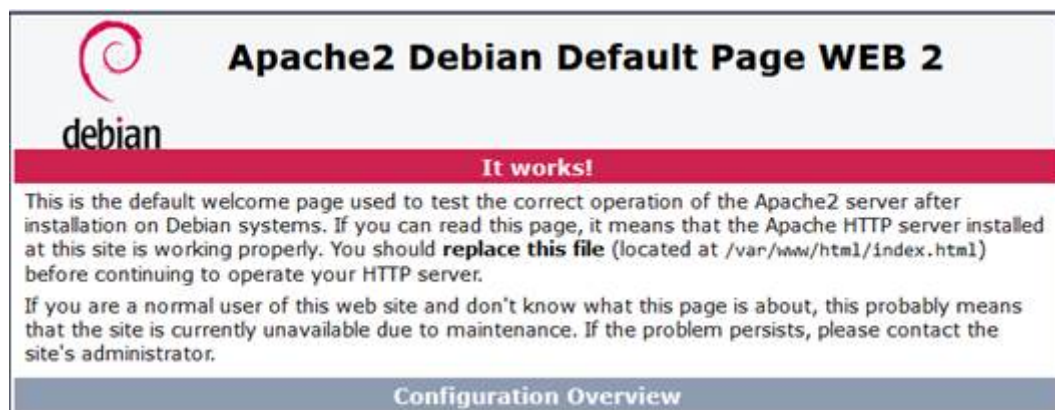 Apache2 Debian Default Page WEB 2
debian
It works!
This is the default welcome page used to test the correct operation of the Apache2 server after
installation on Debian systems. If you can read this page, it means that the Apache HTTP server installed
at this site is working properly. You should replace this file (located at /var/www/html/index.html)
before continuing to operate your HTTP server.
If you are a normal user of this web site and don't know what this page is about, this probably means
that the site is currently unavailable due to maintenance. If the problem persists, please contact the
site's administrator.
Configuration Overview